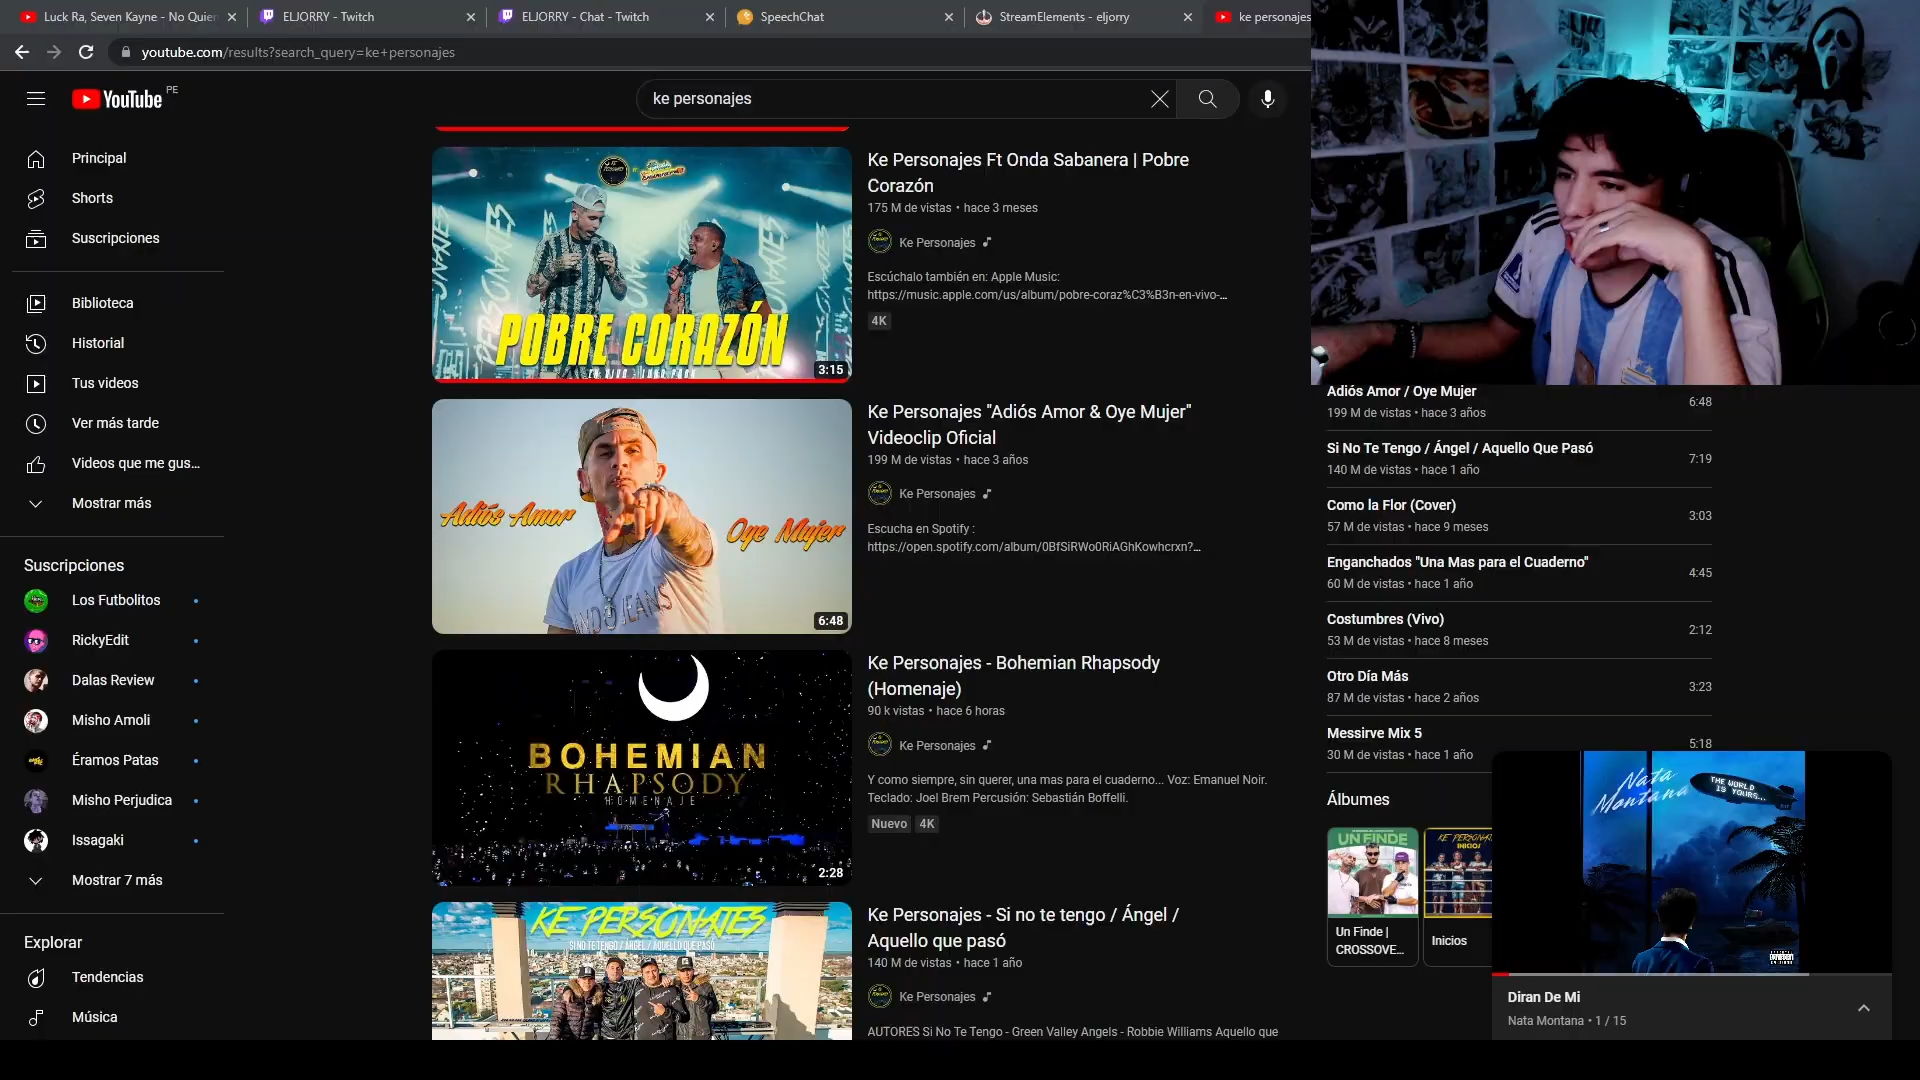 Luck Ra, Seven Kayne - No Quier
ELJORRY - Twitch
ELJORRY - Chat - Twitch
SpeechChat
StreamElements - eljorry
ke personajes
youtube.com/results?search_query=ke+personajes
YouTube PE
ke personajes
Principal
Shorts
Suscripciones
Biblioteca
Historial
Tus videos
Ver más tarde
Videos que me gus...
Mostrar más
Suscripciones
Los Futbolitos
RickyEdit
Dalas Review
Misho Amoli
Éramos Patas
Misho Perjudica
Issagaki
Mostrar 7 más
Explorar
Tendencias
Música
POBRE CORAZÓN
3:15
Ke Personajes Ft Onda Sabanera | Pobre
Corazón
175 M de vistas • hace 3 meses
Ke Personajes
Escúchalo también en: Apple Music:
https://music.apple.com/us/album/pobre-coraz%C3%B3n-en-vivo-...
4K
Adiós Amor
Oye Mujer
6:48
Ke Personajes "Adiós Amor & Oye Mujer"
Videoclip Oficial
199 M de vistas • hace 3 años
Ke Personajes
Escucha en Spotify :
https://open.spotify.com/album/0BfSiRWo0RiAGhKowhcrxn?...
BOHEMIAN
RHAPSODY
HOMENAJE
2:28
Ke Personajes - Bohemian Rhapsody
(Homenaje)
90 k vistas • hace 6 horas
Ke Personajes
Y como siempre, sin querer, una mas para el cuaderno... Voz: Emanuel Noir.
Teclado: Joel Brem Percusión: Sebastián Boffelli.
Nuevo 4K
KE PERSONAJES
SI NO TE TENGO / ÁNGEL / AQUELLO QUE PASÓ
Ke Personajes - Si no te tengo / Ángel /
Aquello que pasó
140 M de vistas • hace 1 año
Ke Personajes
AUTORES Si No Te Tengo - Green Valley Angels - Robbie Williams Aquello que
Adiós Amor / Oye Mujer
199 M de vistas • hace 3 años
6:48
Si No Te Tengo / Ángel / Aquello Que Pasó
140 M de vistas • hace 1 año
7:19
Como la Flor (Cover)
57 M de vistas • hace 9 meses
3:03
Enganchados "Una Mas para el Cuaderno"
60 M de vistas • hace 1 año
4:45
Costumbres (Vivo)
53 M de vistas • hace 8 meses
2:12
Otro Día Más
87 M de vistas • hace 2 años
3:23
Messirve Mix 5
30 M de vistas • hace 1 año
5:18
Álbumes
UN FINDE
Un Finde |
CROSSOVE...
KE PERSONAJ
INICIOS
Inicios
Nata
Montana
THE WORLD
IS YOURS...
Diran De Mi
Nata Montana • 1 / 15